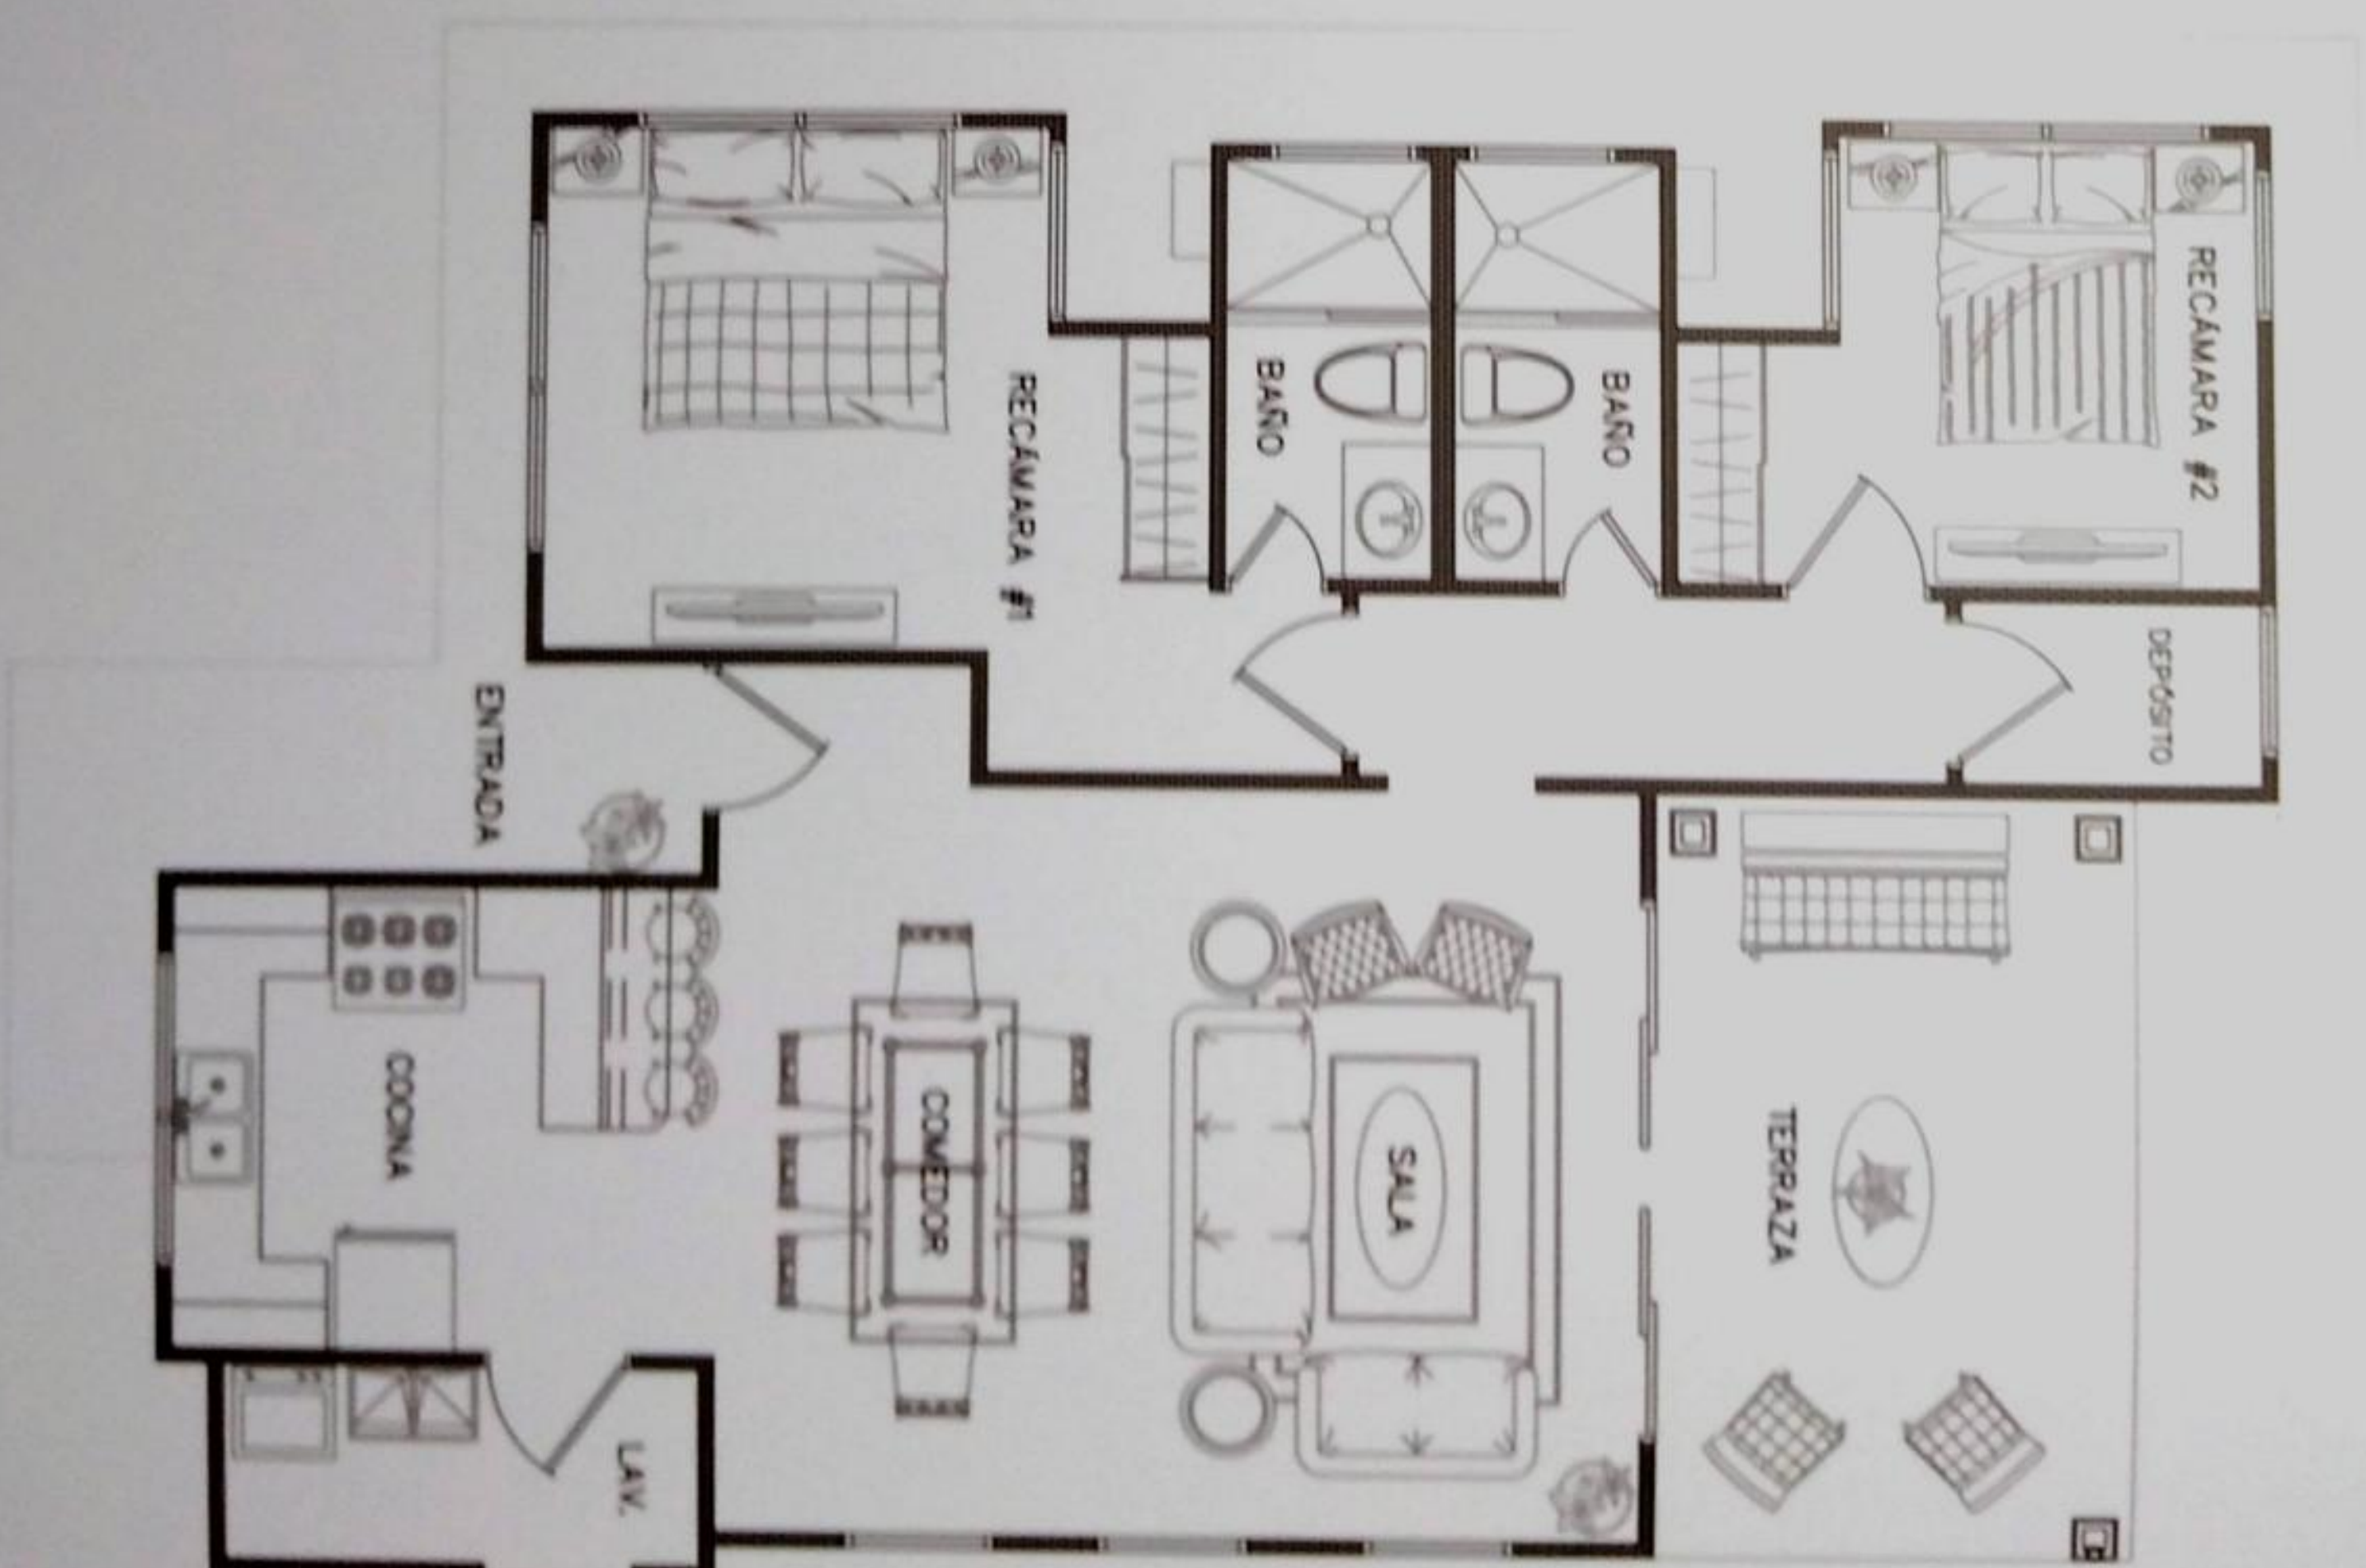 RECÁMARA #2
BAÑO
BAÑO
RECÁMARA #1
DEPÓSITO
ENTRADA
TERRAZA
SALA
COMEDOR
COCINA
LAV.